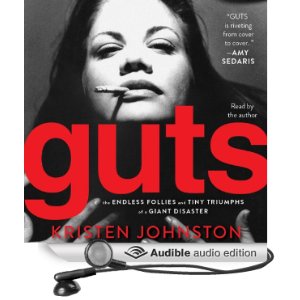 "GUTS
is riveting
from cover
to cover."
—AMY
SEDARIS
Read by
the author
guts
the ENDLESS FOLLIES and TINY TRIUMPHS
of a GIANT DISASTER
KRISTEN JOHNSTON
Audible audio edition